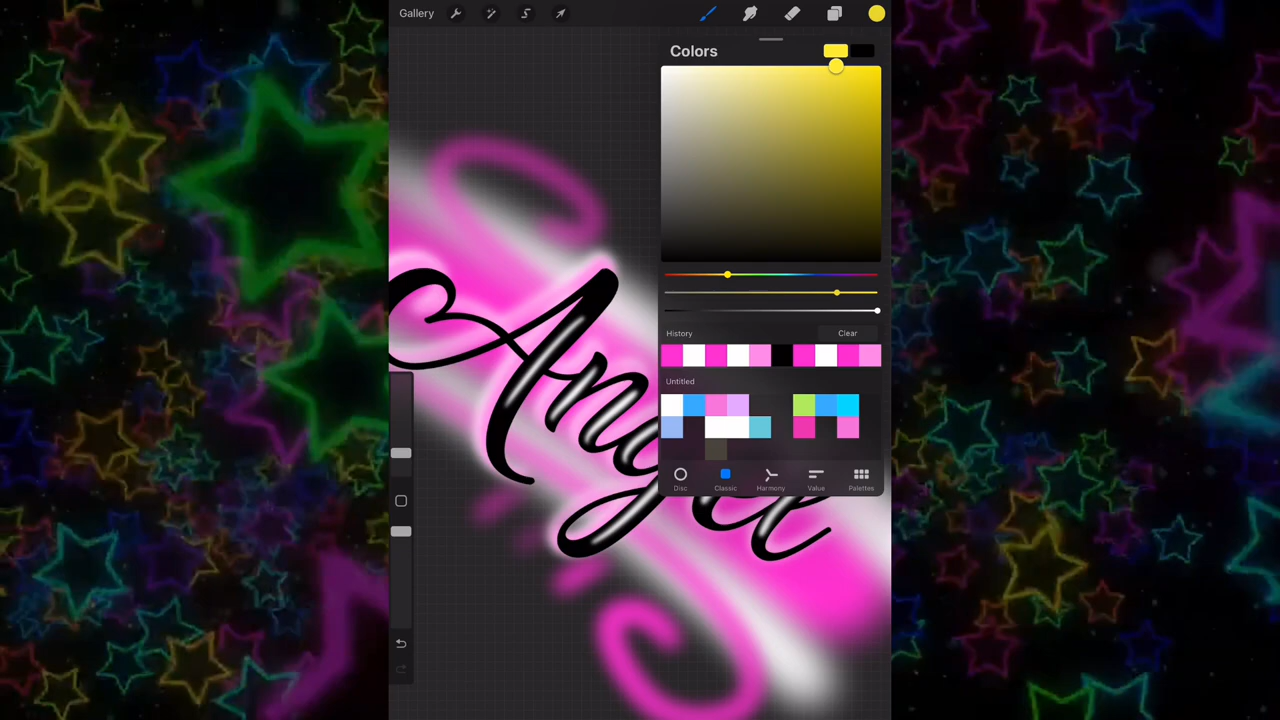 Gallery
Colors
History
Clear
Untitled
Disc
Classic
Harmony
Value
Palettes
Angel